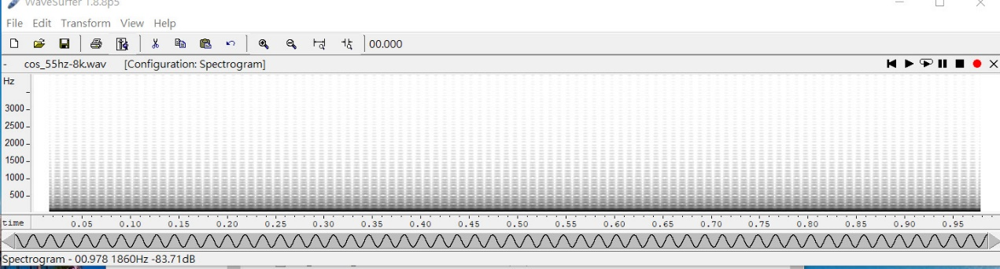 WaveSurfer 1.8.8p5
File Edit Transform View Help
00.000
- cos_55hz-8k.wav [Configuration: Spectrogram]
Hz
3000
2500
2000
1500
1000
500
time 0.05 0.10 0.15 0.20 0.25 0.30 0.35 0.40 0.45 0.50 0.55 0.60 0.65 0.70 0.75 0.80 0.85 0.90 0.95
Spectrogram - 00.978 1860Hz -83.71dB